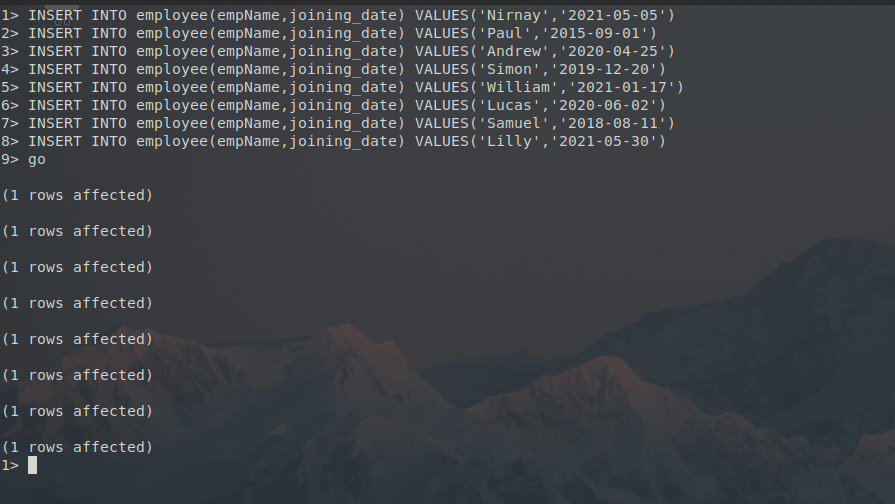 1> INSERT INTO employee(empName,joining_date) VALUES('Nirnay','2021-05-05')
2> INSERT INTO employee(empName,joining_date) VALUES('Paul','2015-09-01')
3> INSERT INTO employee(empName,joining_date) VALUES('Andrew','2020-04-25')
4> INSERT INTO employee(empName,joining_date) VALUES('Simon','2019-12-20')
5> INSERT INTO employee(empName,joining_date) VALUES('William','2021-01-17')
6> INSERT INTO employee(empName,joining_date) VALUES('Lucas','2020-06-02')
7> INSERT INTO employee(empName,joining_date) VALUES('Samuel','2018-08-11')
8> INSERT INTO employee(empName,joining_date) VALUES('Lilly','2021-05-30')
9> go
(1 rows affected)
(1 rows affected)
(1 rows affected)
(1 rows affected)
(1 rows affected)
(1 rows affected)
(1 rows affected)
(1 rows affected)
1>